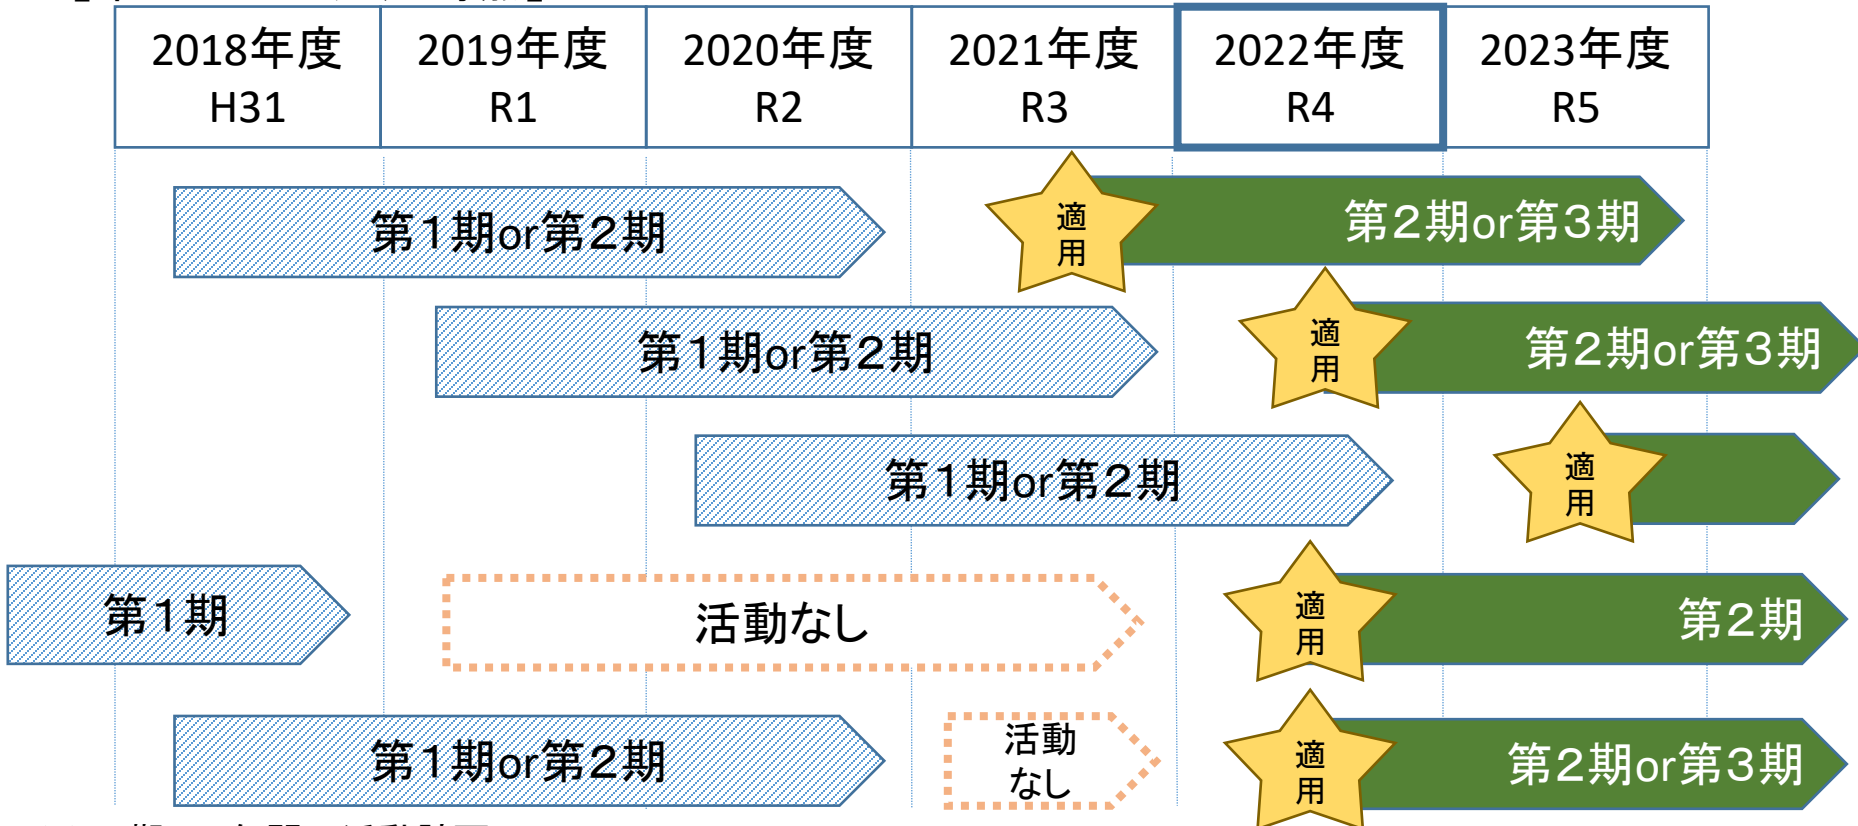 2018年度
H31
2019年度
R1
2020年度
R2
2021年度
R3
2022年度
R4
2023年度
R5
第1期or第2期
適
用
第2期or第3期
第1期or第2期
適
用
第2期or第3期
第1期or第2期
適
用
第1期
活動なし
適
用
第2期
第1期or第2期
活動
なし
適
用
第2期or第3期